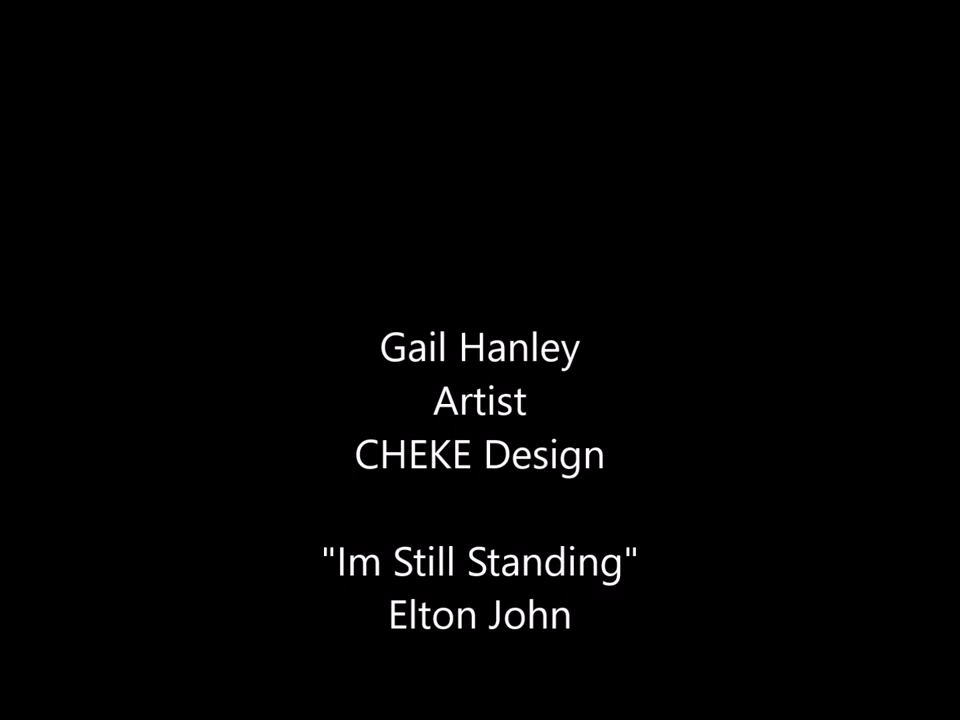 Gail Hanley
Artist
CHEKE Design
"Im Still Standing"
Elton John